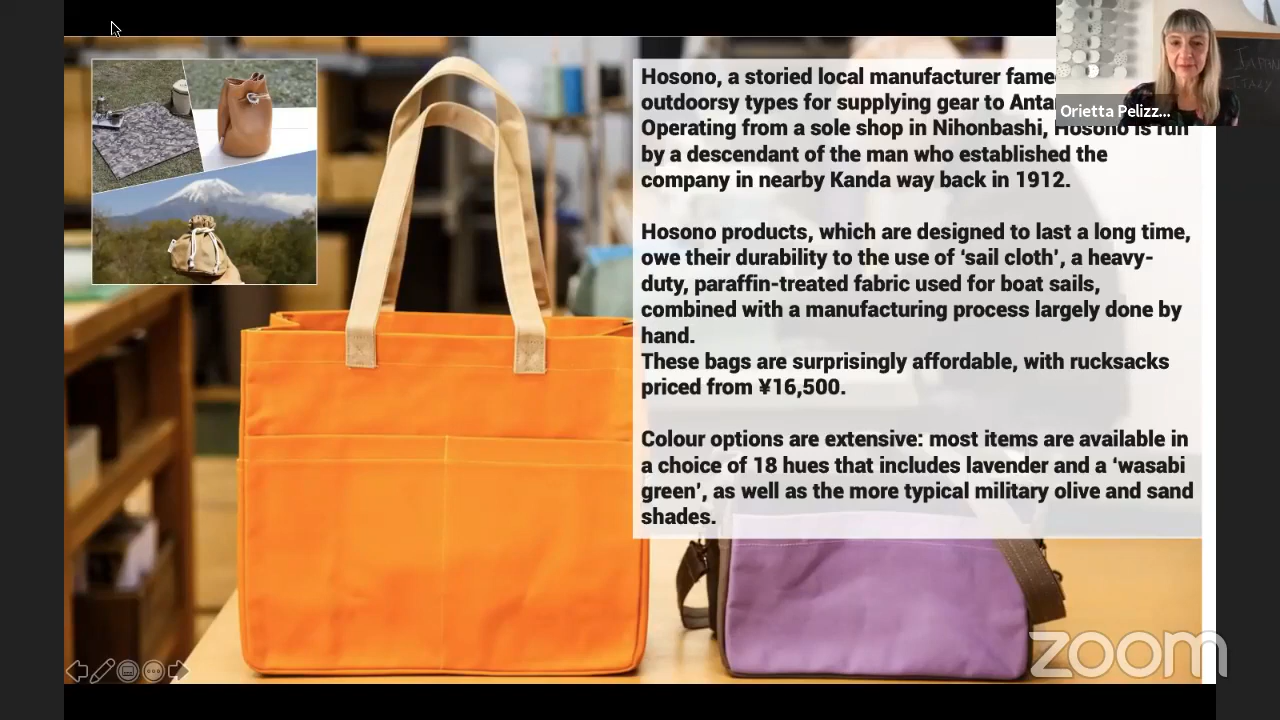 Hosono, a storied local manufacturer fame
outdoorsy types for supplying gear to Anta
Operating from a sole shop in Nihonbashi, Hosono is run
by a descendant of the man who established the
company in nearby Kanda way back in 1912.
Hosono products, which are designed to last a long time,
owe their durability to the use of ‘sail cloth’, a heavy-
duty, paraffin-treated fabric used for boat sails,
combined with a manufacturing process largely done by
hand.
These bags are surprisingly affordable, with rucksacks
priced from ¥16,500.
Colour options are extensive: most items are available in
a choice of 18 hues that includes lavender and a ‘wasabi
green’, as well as the more typical military olive and sand
shades.
Orietta Pelizz...
zoom